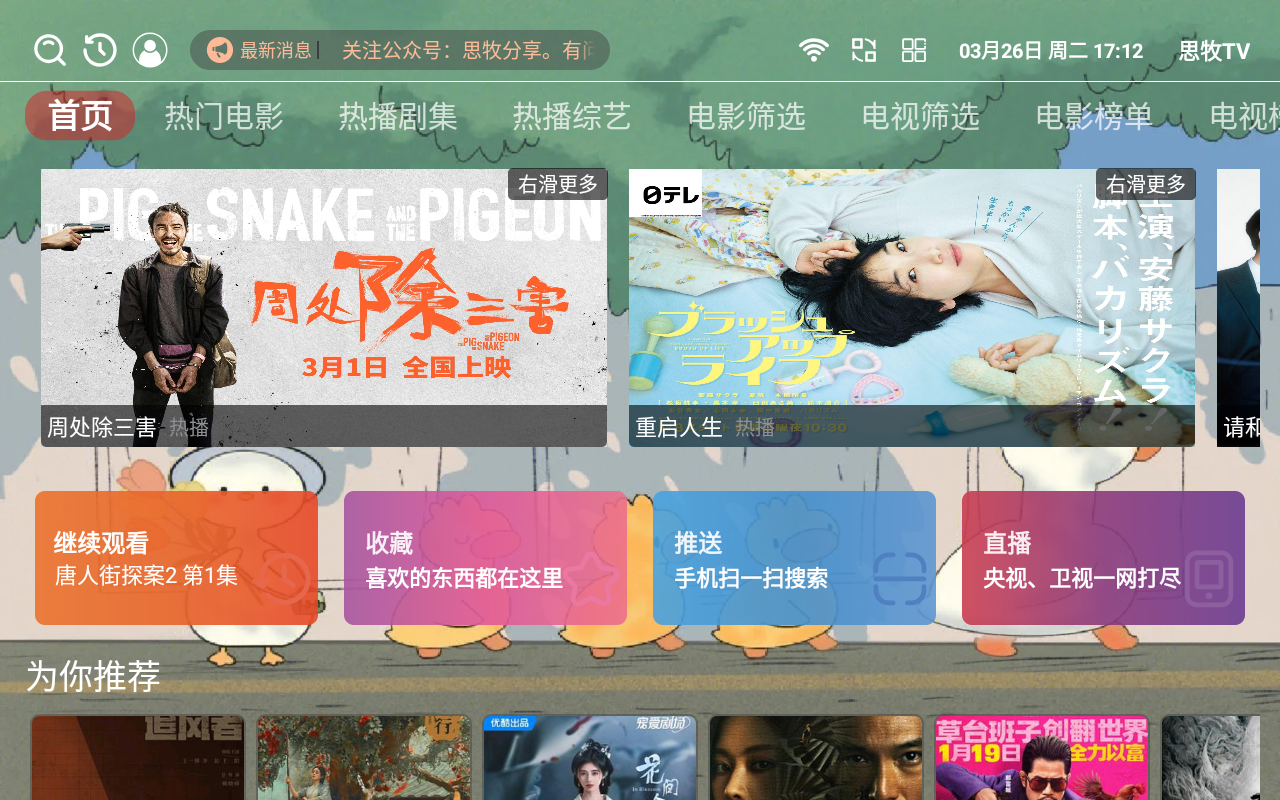 最新消息 关注公众号：思牧分享。有问
03月26日 周二 17:12 思牧TV
首页 热门电影 热播剧集 热播综艺 电影筛选 电视筛选 电影榜单 电视榜
右滑更多
THE PIG THE SNAKE AND THE PIGEON
周处除三害
THE PIG THE SNAKE AND THE PIGEON
3月1日 全国上映
周处除三害 热播
右滑更多
日テレ
主演、安藤サクラ
脚本、バカリズム
ブラッシュ
アップ
ライフ
重启人生 热播
请和
继续观看
唐人街探案2 第1集
收藏
喜欢的东西都在这里
推送
手机扫一扫搜索
直播
央视、卫视一网打尽
为你推荐
追风者
行
优酷出品
宠爱剧场
花间
草台班子创翻世界
1月19日 全力以富